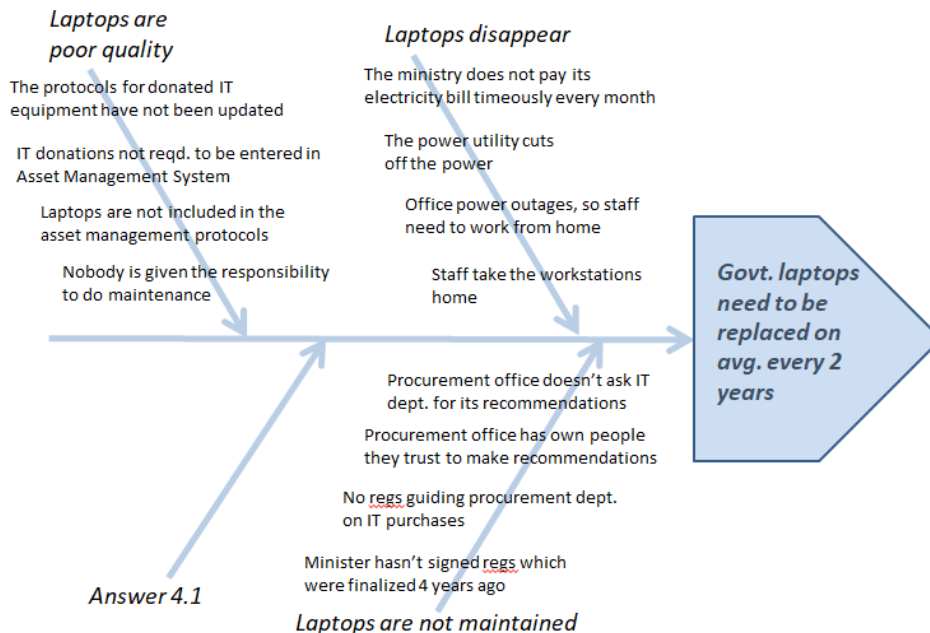 Laptops are
poor quality
The protocols for donated IT
equipment have not been updated
IT donations not reqd. to be entered in
Asset Management System
Laptops are not included in the
asset management protocols
Nobody is given the responsibility
to do maintenance
Laptops disappear
The ministry does not pay its
electricity bill timeously every month
The power utility cuts
off the power
Office power outages, so staff
need to work from home
Staff take the workstations
home
Govt. laptops
need to be
replaced on
avg. every 2
years
Answer 4.1
Procurement office doesn't ask IT
dept. for its recommendations
Procurement office has own people
they trust to make recommendations
No regs guiding procurement dept.
on IT purchases
Minister hasn't signed regs which
were finalized 4 years ago
Laptops are not maintained